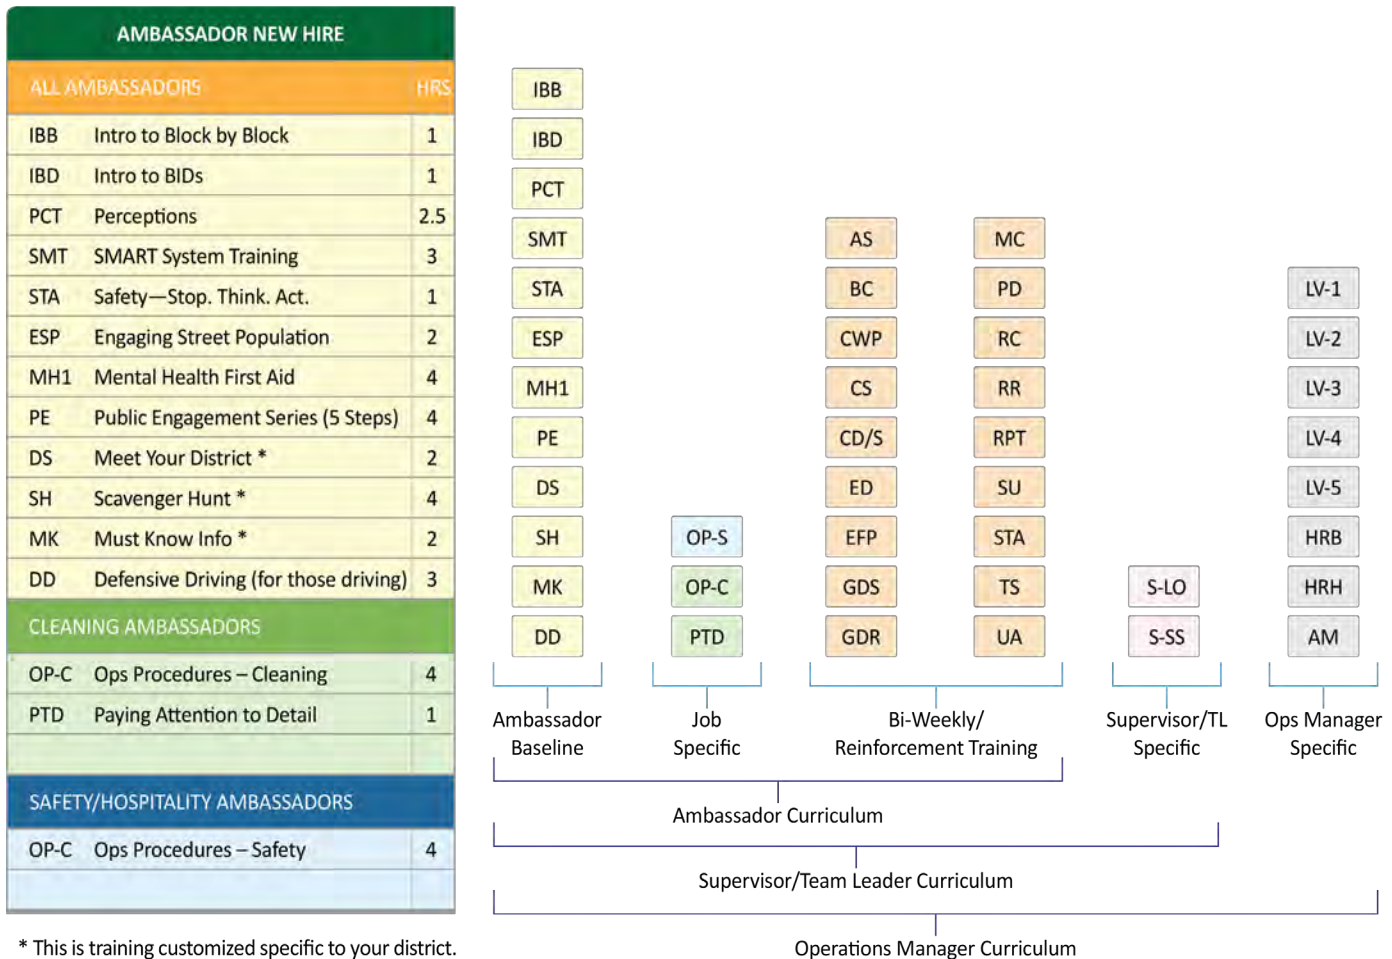 AMBASSADOR NEW HIRE
ALL AMBASSADORS HRS
IBB Intro to Block by Block 1
IBD Intro to BIDs 1
PCT Perceptions 2.5
SMT SMART System Training 3
STA Safety—Stop. Think. Act. 1
ESP Engaging Street Population 2
MH1 Mental Health First Aid 4
PE Public Engagement Series (5 Steps) 4
DS Meet Your District * 2
SH Scavenger Hunt * 4
MK Must Know Info * 2
DD Defensive Driving (for those driving) 3
CLEANING AMBASSADORS
OP-C Ops Procedures – Cleaning 4
PTD Paying Attention to Detail 1
SAFETY/HOSPITALITY AMBASSADORS
OP-C Ops Procedures – Safety 4
* This is training customized specific to your district.
IBB
IBD
PCT
SMT
STA
ESP
MH1
PE
DS
SH
MK
DD
Ambassador
Baseline
OP-S
OP-C
PTD
Job
Specific
AS
BC
CWP
CS
CD/S
ED
EFP
GDS
GDR
MC
PD
RC
RR
RPT
SU
STA
TS
UA
Bi-Weekly/
Reinforcement Training
S-LO
S-SS
Supervisor/TL
Specific
LV-1
LV-2
LV-3
LV-4
LV-5
HRB
HRH
AM
Ops Manager
Specific
Ambassador Curriculum
Supervisor/Team Leader Curriculum
Operations Manager Curriculum